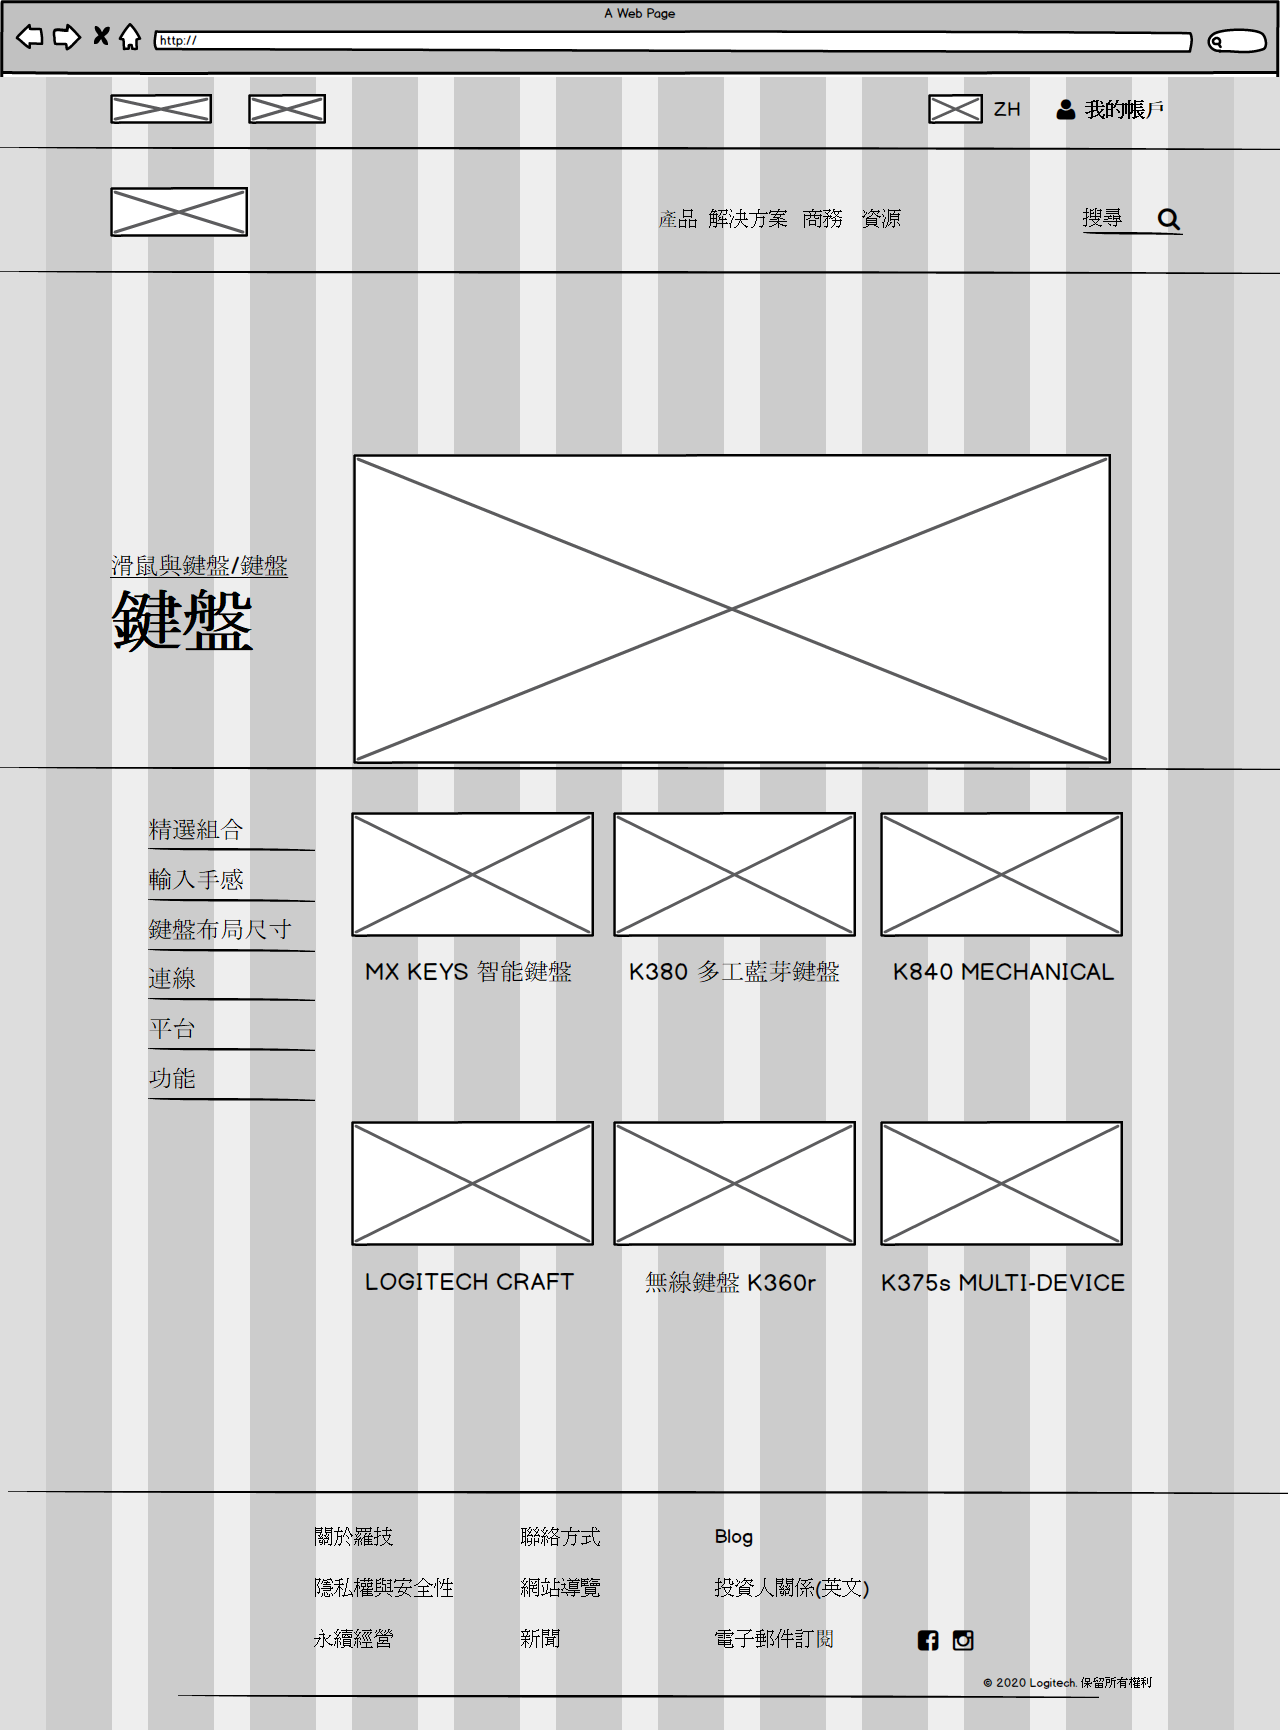 A Web Page
http://
ZH 我的帳戶
產品 解決方案 商務 資源 搜尋
滑鼠與鍵盤/鍵盤
鍵盤
精選組合
輸入手感
鍵盤布局尺寸
連線
平台
功能
MX KEYS 智能鍵盤 K380 多工藍芽鍵盤 K840 MECHANICAL
LOGITECH CRAFT 無線鍵盤 K360r K375s MULTI-DEVICE
關於羅技 聯絡方式 Blog
隱私權與安全性 網站導覽 投資人關係(英文)
永續經營 新聞 電子郵件訂閱
© 2020 Logitech. 保留所有權利